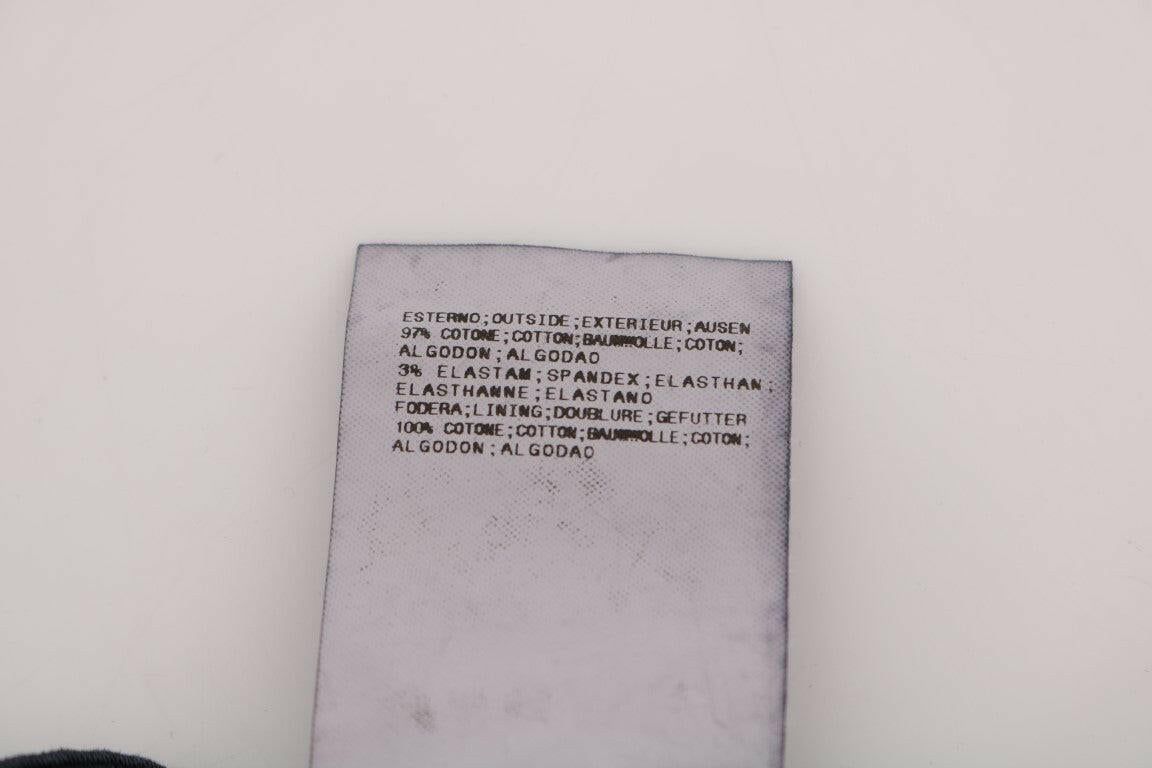 ESTERNO;OUTSIDE;EXTERIEUR;AUSEN
97% COTONE;COTTON;BAUMWOLLE;COTON;
ALGODON;ALGODAO
3% ELASTAM;SPANDEX;ELASTHAN;
ELASTHANNE;ELASTANO
FODERA;LINING;DOUBLURE;GEFUTTER
100% COTONE;COTTON;BAUMWOLLE;COTON;
ALGODON;ALGODAO